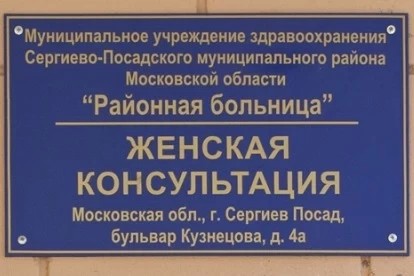 Муниципальное учреждение здравоохранения
Сергиево-Посадского муниципального района
Московской области
"Районная больница"
ЖЕНСКАЯ
КОНСУЛЬТАЦИЯ
Московская обл., г. Сергиев Посад,
бульвар Кузнецова, д. 4а